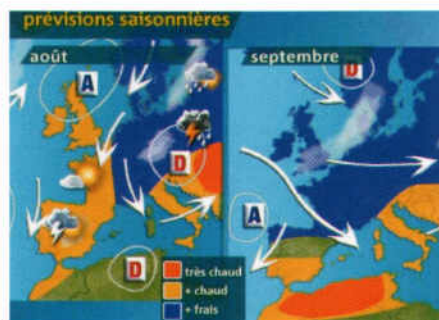 prévisions saisonnières
août
septembre
A
D
D
D
A
très chaud
+ chaud
+ frais